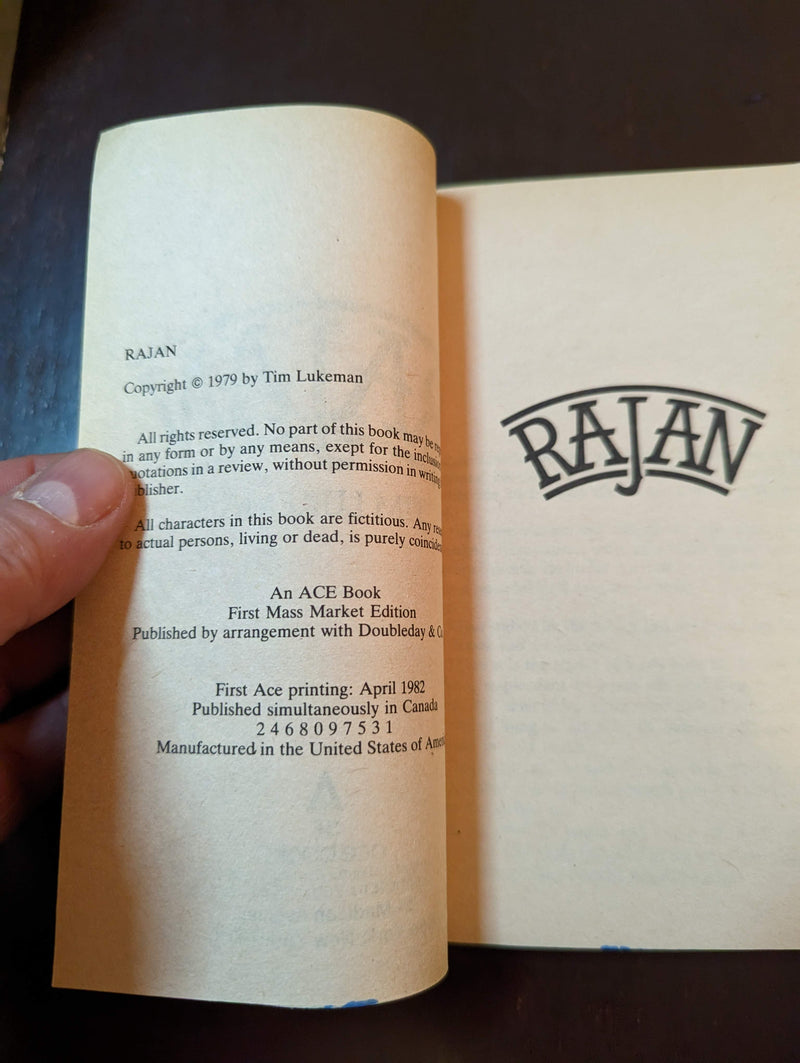 RAJAN
Copyright © 1979 by Tim Lukeman
All rights reserved. No part of this book may be
in any form or by any means, exept for the
in a review, without permission in writing
All characters in this book are fictitious. Any
to actual persons, living or dead, is purely
An ACE Book
First Mass Market Edition
Published by arrangement with Doubleday &
First Ace printing: April 1982
Published simultaneously in Canada
2 4 6 8 0 9 7 5 3 1
Manufactured in the United States of
RAJAN